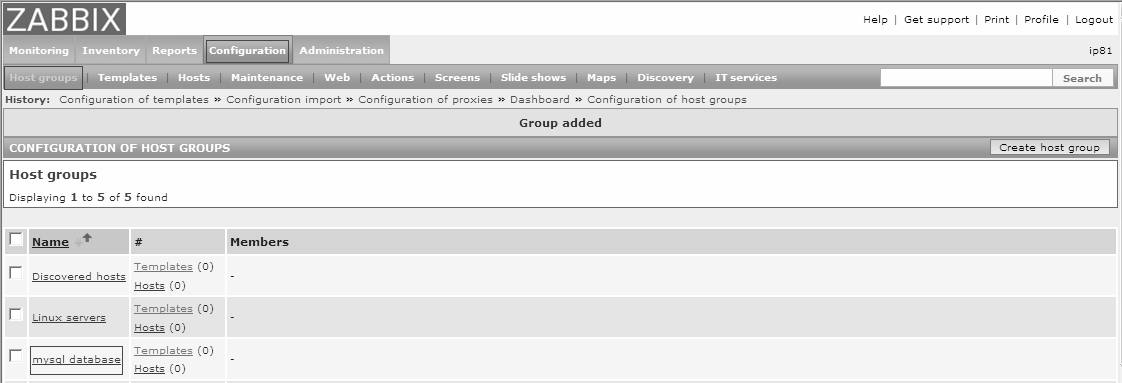 ZABBIX
Help | Get support | Print | Profile | Logout
Monitoring Inventory Reports Configuration Administration
ip81
Host groups | Templates | Hosts | Maintenance | Web | Actions | Screens | Slide shows | Maps | Discovery | IT services
Search
History: Configuration of templates » Configuration import » Configuration of proxies » Dashboard » Configuration of host groups
Group added
CONFIGURATION OF HOST GROUPS
Create host group
Host groups
Displaying 1 to 5 of 5 found
Name # Members
Discovered hosts
Templates (0)
Hosts (0)
-
Linux servers
Templates (0)
Hosts (0)
-
mysql database
Templates (0)
Hosts (0)
-